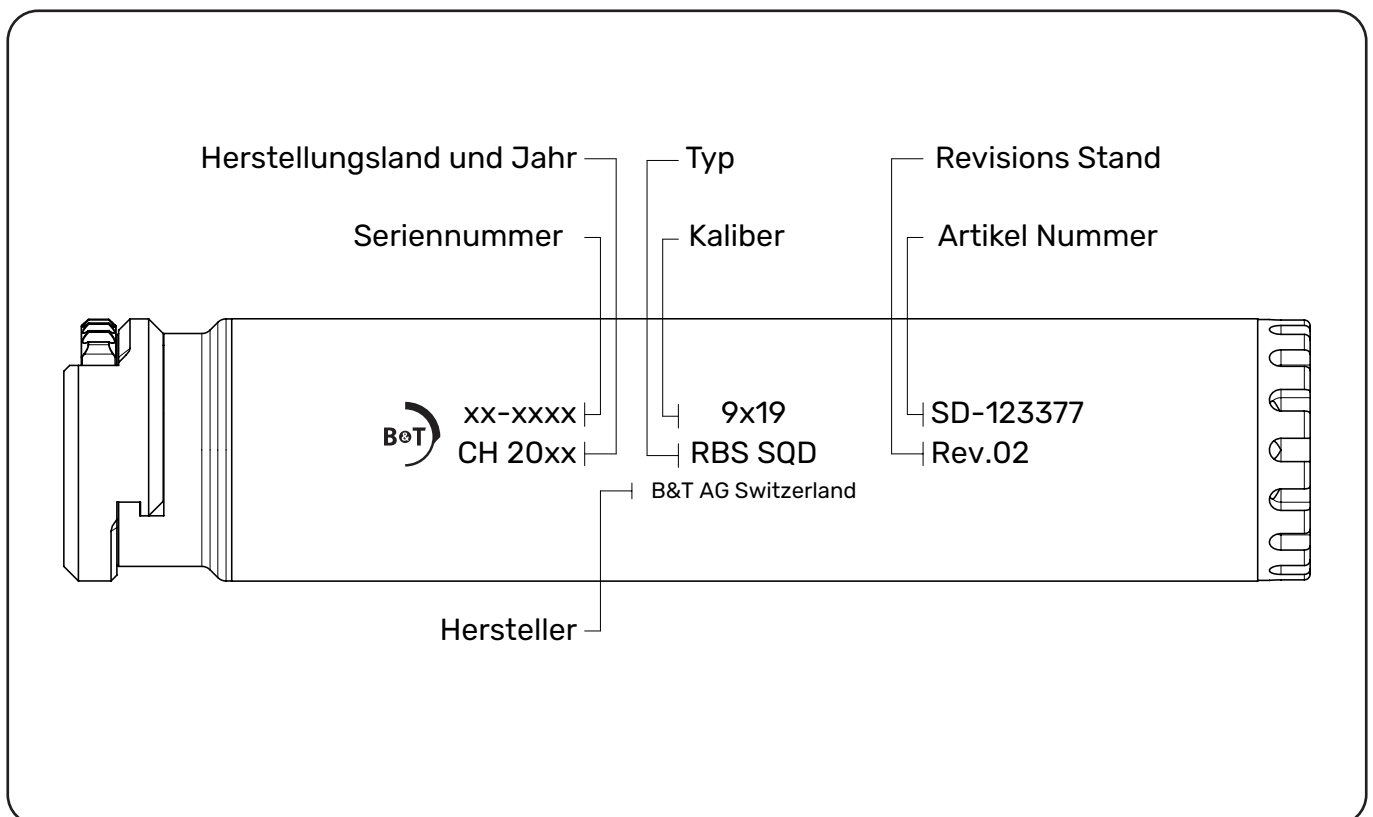 Herstellungsland und Jahr
Typ
Revisions Stand
Seriennummer
Kaliber
Artikel Nummer
B&T
xx-xxxx
9x19
SD-123377
CH 20xx
RBS SQD
Rev.02
B&T AG Switzerland
Hersteller